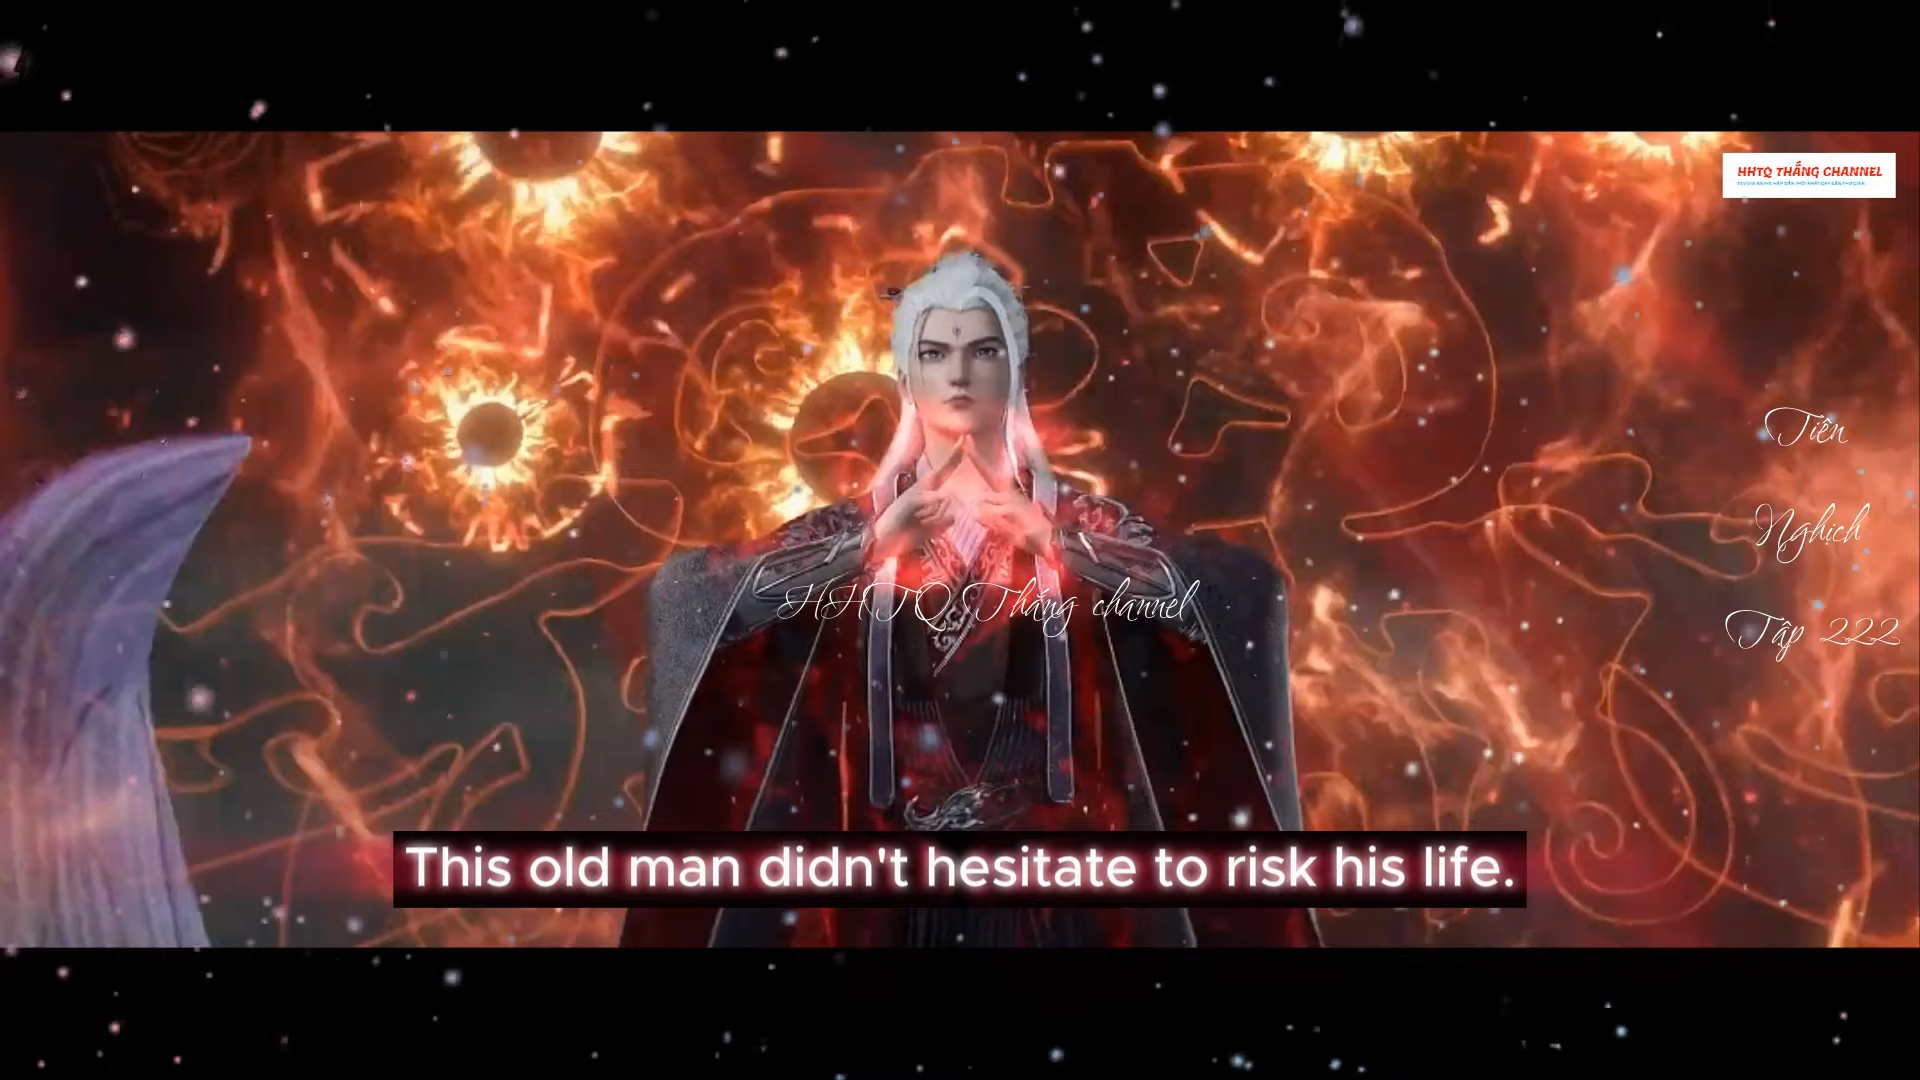 HHTQ THẮNG CHANNEL
Tiên
Nghịch
HHTQ Thắng channel
Tập 222
This old man didn't hesitate to risk his life.